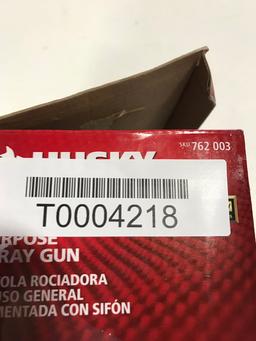 HUSKY
SKU 762 003
T0004218
RPOSE
RAY GUN
OLA ROCIADORA
USO GENERAL
MENTADA CON SIFÓN